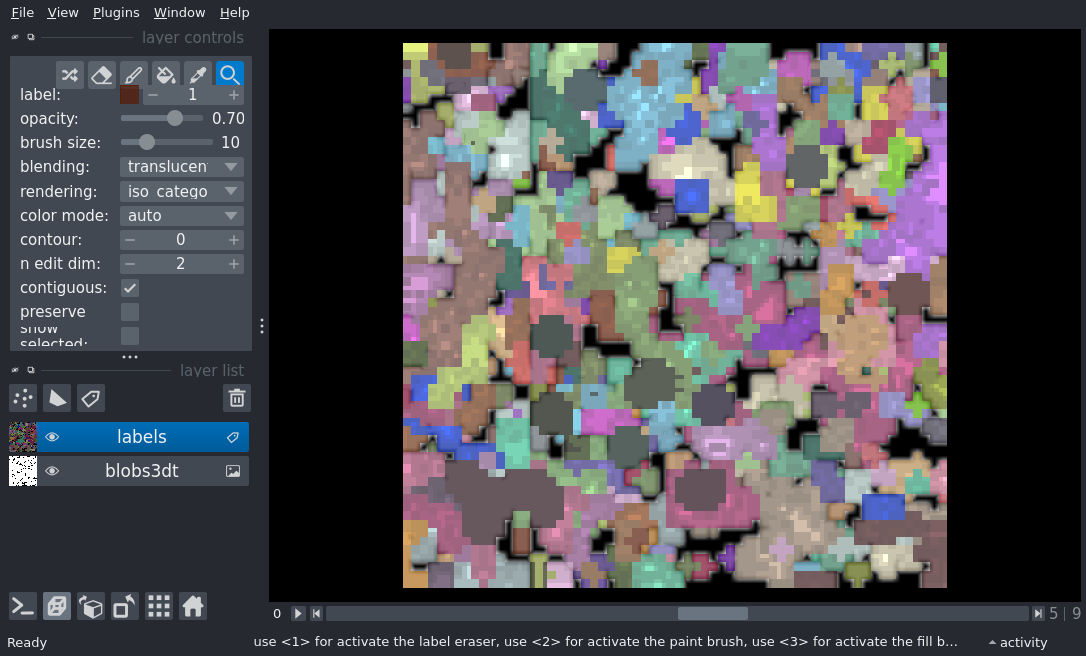 File View Plugins Window Help
layer controls
label: 1
opacity: 0.70
brush size: 10
blending: translucen
rendering: iso_catego
color mode: auto
contour: 0
n edit dim: 2
contiguous:
preserve
show
selected:
layer list
labels
blobs3dt
0 5 | 9
Ready use <1> for activate the label eraser, use <2> for activate the paint brush, use <3> for activate the fill b... activity